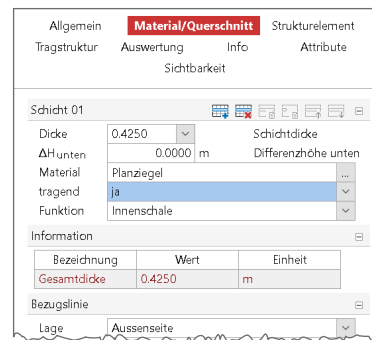 Allgemein Material/Querschnitt Strukturelement
Tragstruktur Auswertung Info Attribute
Sichtbarkeit
Schicht 01
Dicke 0.4250 Schichtdicke
ΔHunten 0.0000 m Differenzhöhe unten
Material Planziegel ...
tragend ja
Funktion Innenschale
Information
Bezeichnung Wert Einheit
Gesamtdicke 0.4250 m
Bezugslinie
Lage Aussenseite